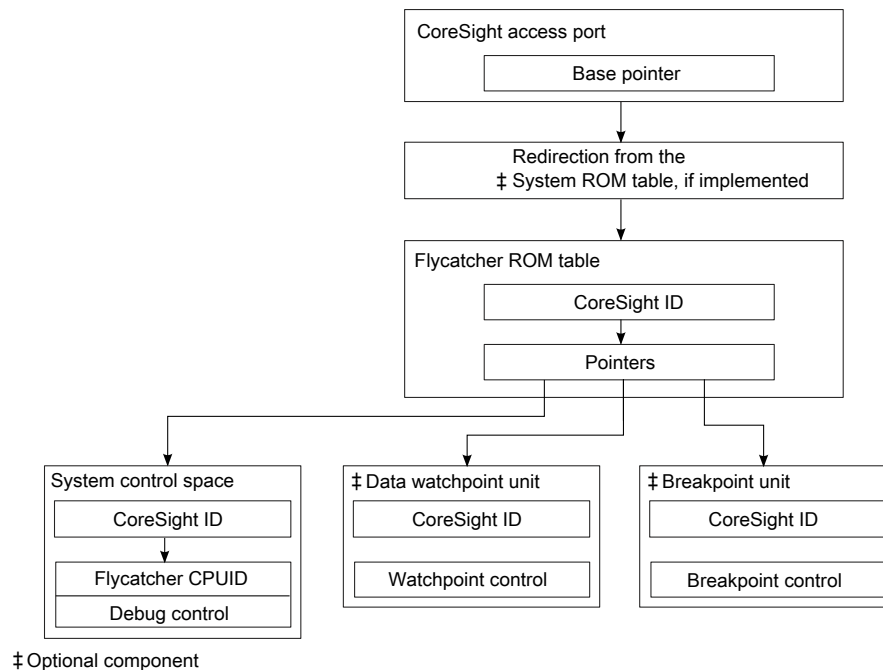 CoreSight access port
Base pointer
Redirection from the
‡ System ROM table, if implemented
Flycatcher ROM table
CoreSight ID
Pointers
System control space
CoreSight ID
Flycatcher CPUID
Debug control
‡ Data watchpoint unit
CoreSight ID
Watchpoint control
‡ Breakpoint unit
CoreSight ID
Breakpoint control
‡ Optional component